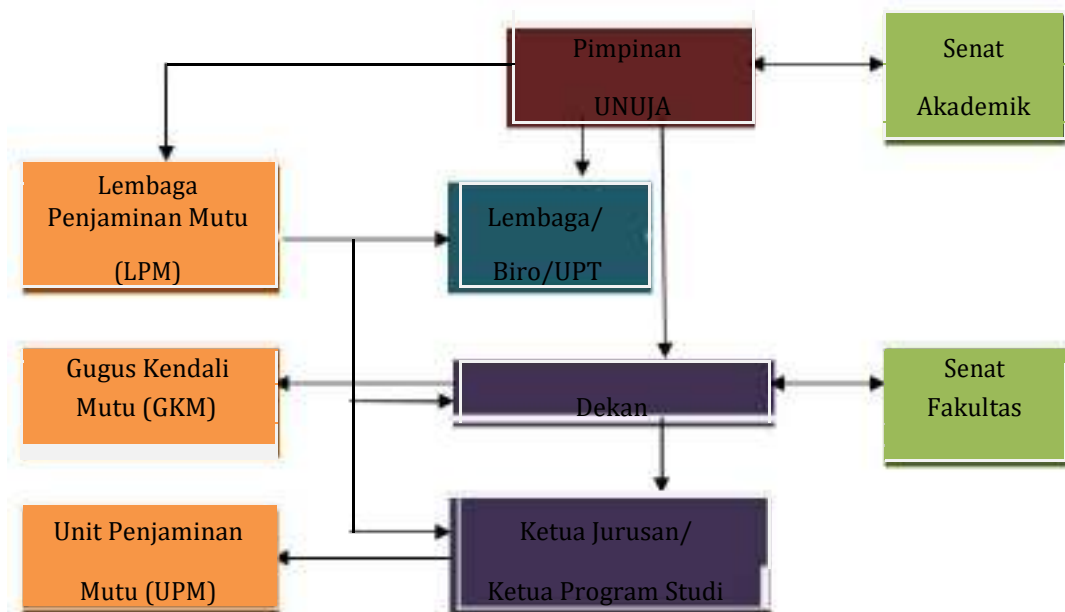 Pimpinan
UNUJA
Senat
Akademik
Lembaga
Penjaminan Mutu
(LPM)
Lembaga/
Biro/UPT
Gugus Kendali
Mutu (GKM)
Dekan
Senat
Fakultas
Unit Penjaminan
Mutu (UPM)
Ketua Jurusan/
Ketua Program Studi